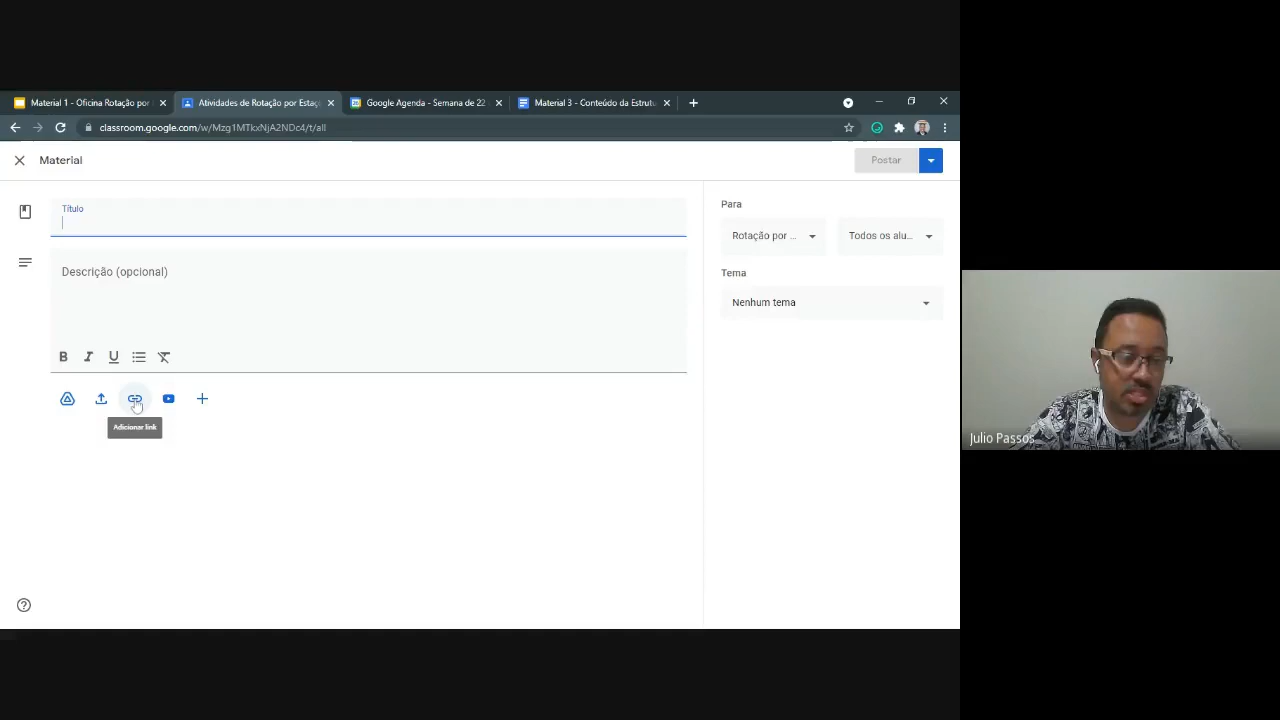 Material 1 - Oficina Rotação por
Atividades de Rotação por Estaç
Google Agenda - Semana de 22
Material 3 - Conteúdo da Estrutu
classroom.google.com/w/Mzg1MTkxNjA2NDc4/t/all
Material
Postar
Título
Descrição (opcional)
B I U
Adicionar link
Para
Rotação por ...
Todos os alu...
Tema
Nenhum tema
Julio Passos